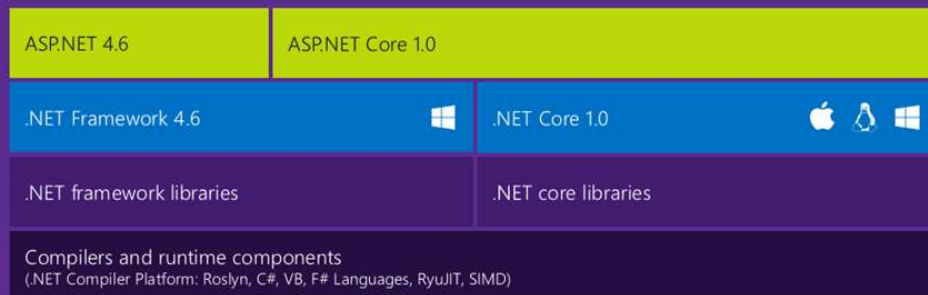 ASP.NET 4.6
ASP.NET Core 1.0
.NET Framework 4.6
.NET Core 1.0
.NET framework libraries
.NET core libraries
Compilers and runtime components
(.NET Compiler Platform: Roslyn, C#, VB, F# Languages, RyuJIT, SIMD)